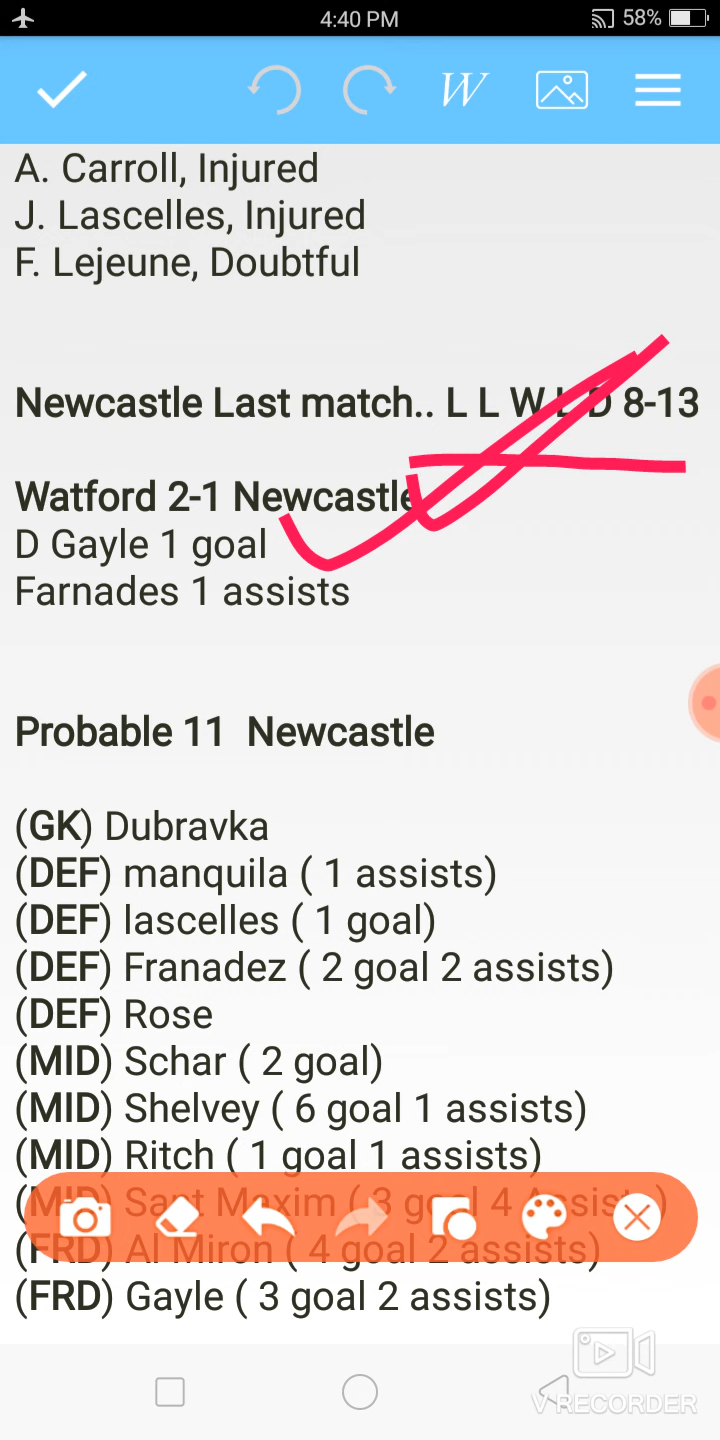 4:40 PM
58%
W
A. Carroll, Injured
J. Lascelles, Injured
F. Lejeune, Doubtful
Newcastle Last match.. L L W L D 8-13
Watford 2-1 Newcastle
D Gayle 1 goal
Farnades 1 assists
Probable 11 Newcastle
(GK) Dubravka
(DEF) manquila ( 1 assists)
(DEF) lascelles ( 1 goal)
(DEF) Franadez ( 2 goal 2 assists)
(DEF) Rose
(MID) Schar ( 2 goal)
(MID) Shelvey ( 6 goal 1 assists)
(MID) Ritch ( 1 goal 1 assists)
(MID) Sant Maxim ( 3 goal 4 Assists)
(FRD) Al Miron ( 4 goal 2 assists)
(FRD) Gayle ( 3 goal 2 assists)
V RECORDER